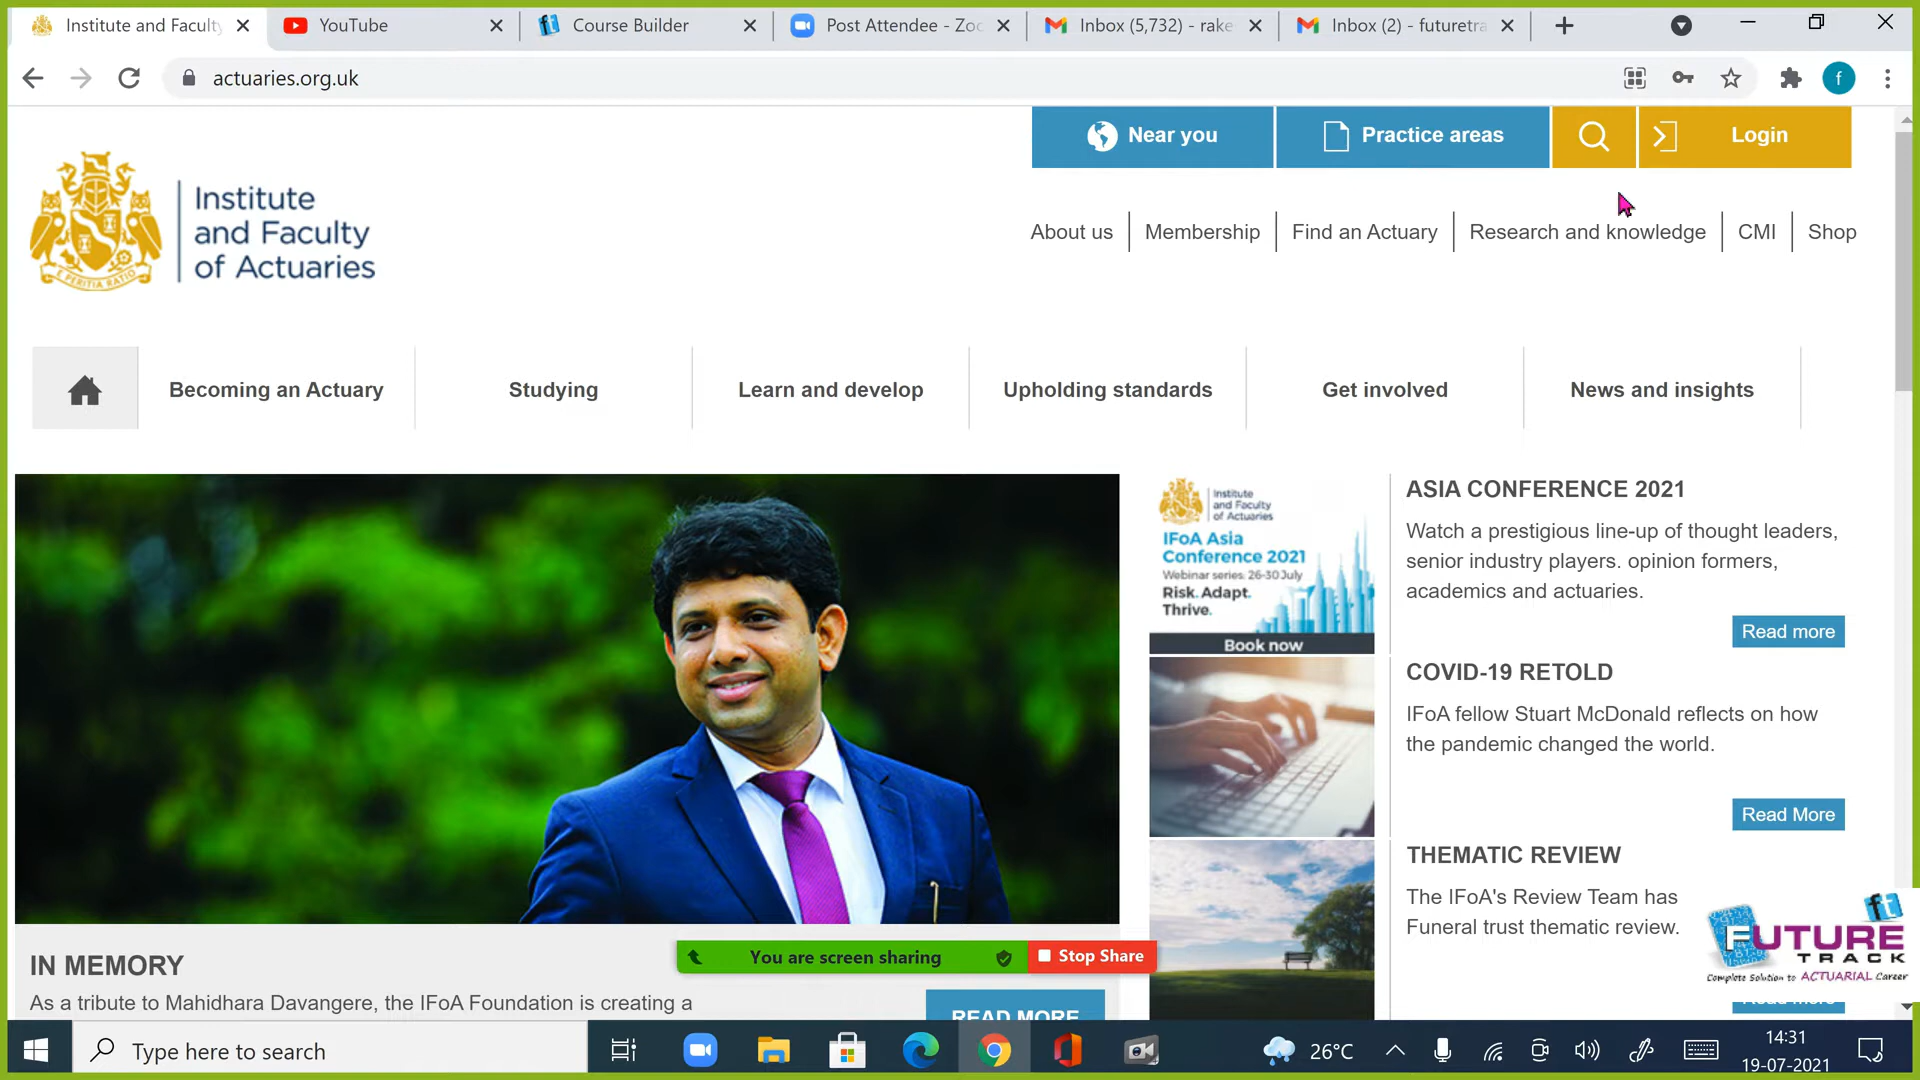 Institute and Faculty
YouTube
Course Builder
Post Attendee - Zoo
Inbox (5,732) - rake
Inbox (2) - futuretra
actuaries.org.uk
f
Near you
Practice areas
Login
Institute
and Faculty
of Actuaries
E PERITIA RATIO
About us
Membership
Find an Actuary
Research and knowledge
CMI
Shop
Becoming an Actuary
Studying
Learn and develop
Upholding standards
Get involved
News and insights
Institute
and Faculty
of Actuaries
IFoA Asia
Conference 2021
Webinar series: 26-30 July
Risk. Adapt.
Thrive.
Book now
ASIA CONFERENCE 2021
Watch a prestigious line-up of thought leaders,
senior industry players. opinion formers,
academics and actuaries.
Read more
COVID-19 RETOLD
IFoA fellow Stuart McDonald reflects on how
the pandemic changed the world.
Read More
THEMATIC REVIEW
The IFoA's Review Team has
Funeral trust thematic review.
Read more
IN MEMORY
As a tribute to Mahidhara Davangere, the IFoA Foundation is creating a
READ MORE
You are screen sharing
Stop Share
ft
FUTURE
TRACK
Complete Solution to ACTUARIAL Career
Type here to search
26°C
14:31
19-07-2021